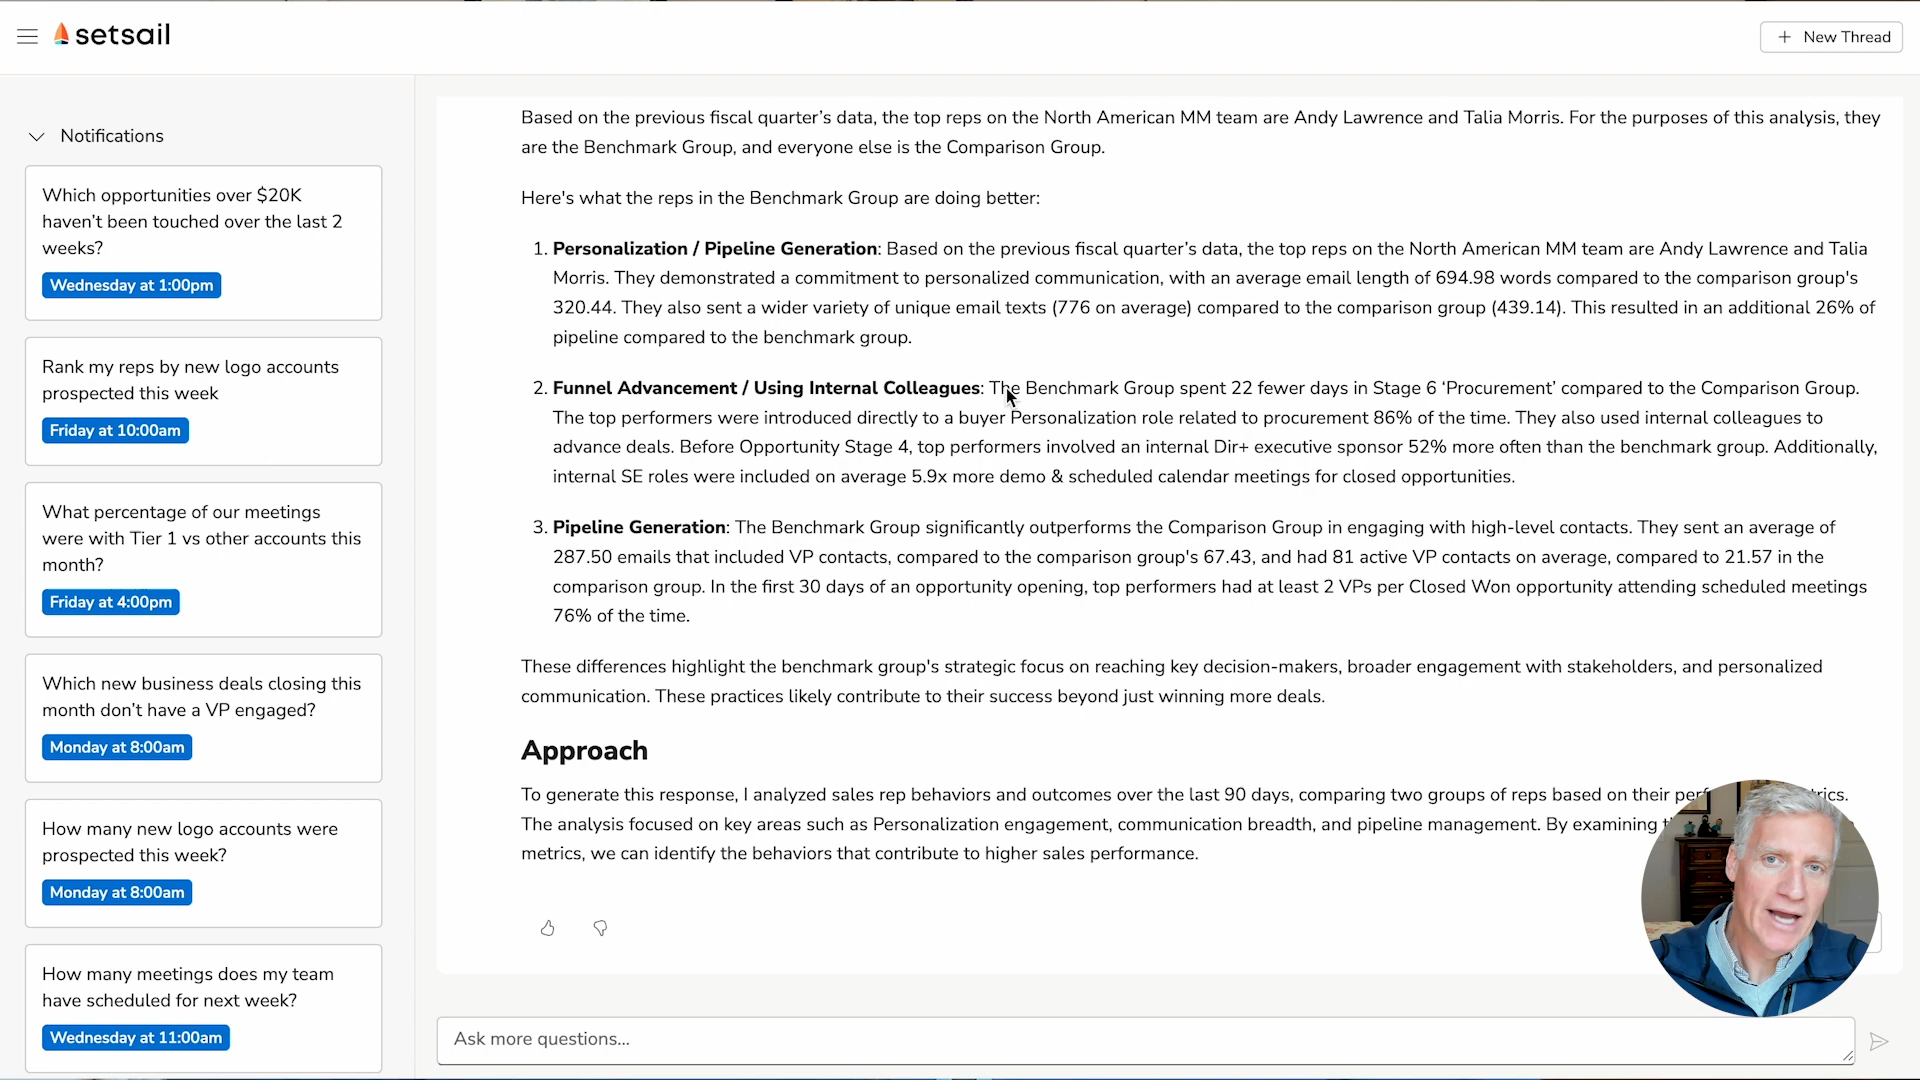 setsail
+ New Thread
Notifications
Which opportunities over $20K
haven't been touched over the last 2
weeks?
Wednesday at 1:00pm
Rank my reps by new logo accounts
prospected this week
Friday at 10:00am
What percentage of our meetings
were with Tier 1 vs other accounts this
month?
Friday at 4:00pm
Which new business deals closing this
month don't have a VP engaged?
Monday at 8:00am
How many new logo accounts were
prospected this week?
Monday at 8:00am
How many meetings does my team
have scheduled for next week?
Wednesday at 11:00am
Based on the previous fiscal quarter's data, the top reps on the North American MM team are Andy Lawrence and Talia Morris. For the purposes of this analysis, they
are the Benchmark Group, and everyone else is the Comparison Group.
Here's what the reps in the Benchmark Group are doing better:
1. Personalization / Pipeline Generation: Based on the previous fiscal quarter's data, the top reps on the North American MM team are Andy Lawrence and Talia
Morris. They demonstrated a commitment to personalized communication, with an average email length of 694.98 words compared to the comparison group's
320.44. They also sent a wider variety of unique email texts (776 on average) compared to the comparison group (439.14). This resulted in an additional 26% of
pipeline compared to the benchmark group.
2. Funnel Advancement / Using Internal Colleagues: The Benchmark Group spent 22 fewer days in Stage 6 ‘Procurement’ compared to the Comparison Group.
The top performers were introduced directly to a buyer Personalization role related to procurement 86% of the time. They also used internal colleagues to
advance deals. Before Opportunity Stage 4, top performers involved an internal Dir+ executive sponsor 52% more often than the benchmark group. Additionally,
internal SE roles were included on average 5.9x more demo & scheduled calendar meetings for closed opportunities.
3. Pipeline Generation: The Benchmark Group significantly outperforms the Comparison Group in engaging with high-level contacts. They sent an average of
287.50 emails that included VP contacts, compared to the comparison group's 67.43, and had 81 active VP contacts on average, compared to 21.57 in the
comparison group. In the first 30 days of an opportunity opening, top performers had at least 2 VPs per Closed Won opportunity attending scheduled meetings
76% of the time.
These differences highlight the benchmark group's strategic focus on reaching key decision-makers, broader engagement with stakeholders, and personalized
communication. These practices likely contribute to their success beyond just winning more deals.
Approach
To generate this response, I analyzed sales rep behaviors and outcomes over the last 90 days, comparing two groups of reps based on their
The analysis focused on key areas such as Personalization engagement, communication breadth, and pipeline management. By examining
metrics, we can identify the behaviors that contribute to higher sales performance.
Ask more questions...